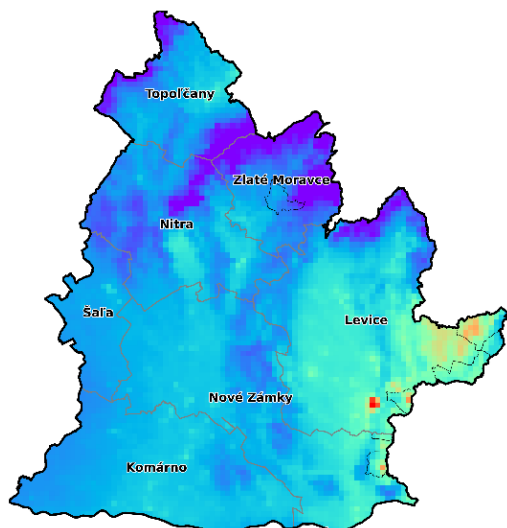 Topoľčany
Zlaté Moravce
Nitra
Šaľa
Levice
Nové Zámky
Komárno